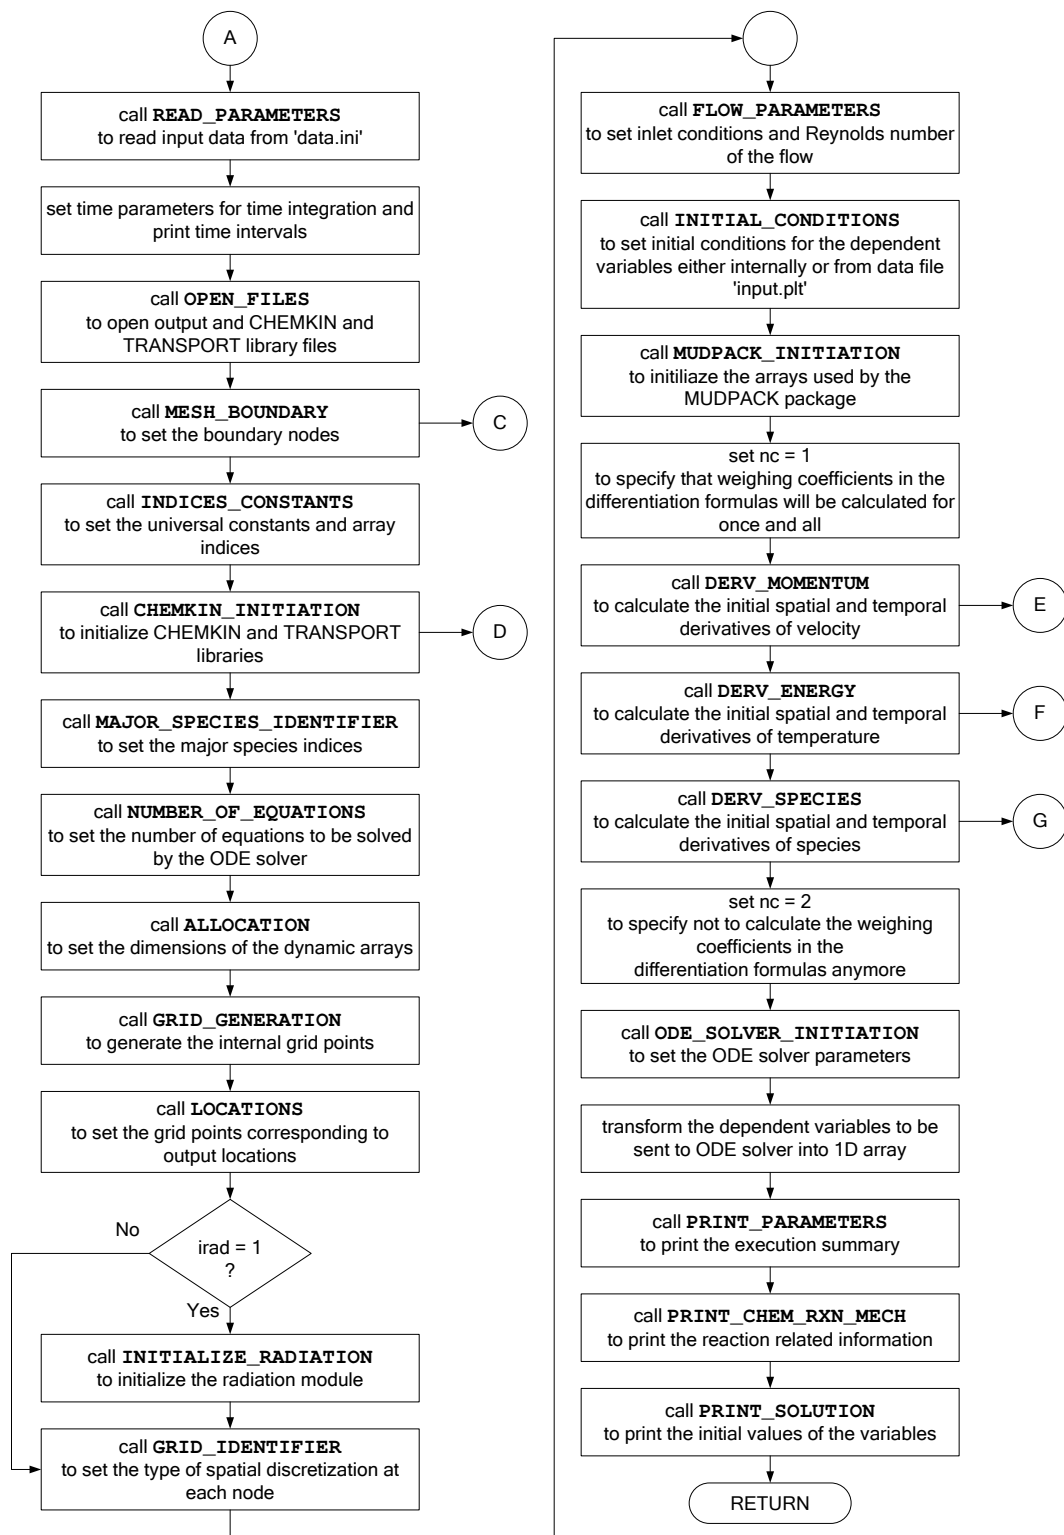 A
call READ_PARAMETERS
to read input data from 'data.ini'
set time parameters for time integration and
print time intervals
call OPEN_FILES
to open output and CHEMKIN and
TRANSPORT library files
call MESH_BOUNDARY
to set the boundary nodes
C
call INDICES_CONSTANTS
to set the universal constants and array
indices
call CHEMKIN_INITIATION
to initialize CHEMKIN and TRANSPORT
libraries
D
call MAJOR_SPECIES_IDENTIFIER
to set the major species indices
call NUMBER_OF_EQUATIONS
to set the number of equations to be solved
by the ODE solver
call ALLOCATION
to set the dimensions of the dynamic arrays
call GRID_GENERATION
to generate the internal grid points
call LOCATIONS
to set the grid points corresponding to
output locations
No
irad = 1
?
Yes
call INITIALIZE_RADIATION
to initialize the radiation module
call GRID_IDENTIFIER
to set the type of spatial discretization at
each node
call FLOW_PARAMETERS
to set inlet conditions and Reynolds number
of the flow
call INITIAL_CONDITIONS
to set initial conditions for the dependent
variables either internally or from data file
'input.plt'
call MUDPACK_INITIATION
to initiliaze the arrays used by the
MUDPACK package
set nc = 1
to specify that weighing coefficients in the
differentiation formulas will be calculated for
once and all
call DERV_MOMENTUM
to calculate the initial spatial and temporal
derivatives of velocity
E
call DERV_ENERGY
to calculate the initial spatial and temporal
derivatives of temperature
F
call DERV_SPECIES
to calculate the initial spatial and temporal
derivatives of species
G
set nc = 2
to specify not to calculate the weighing
coefficients in the
differentiation formulas anymore
call ODE_SOLVER_INITIATION
to set the ODE solver parameters
transform the dependent variables to be
sent to ODE solver into 1D array
call PRINT_PARAMETERS
to print the execution summary
call PRINT_CHEM_RXN_MECH
to print the reaction related information
call PRINT_SOLUTION
to print the initial values of the variables
RETURN